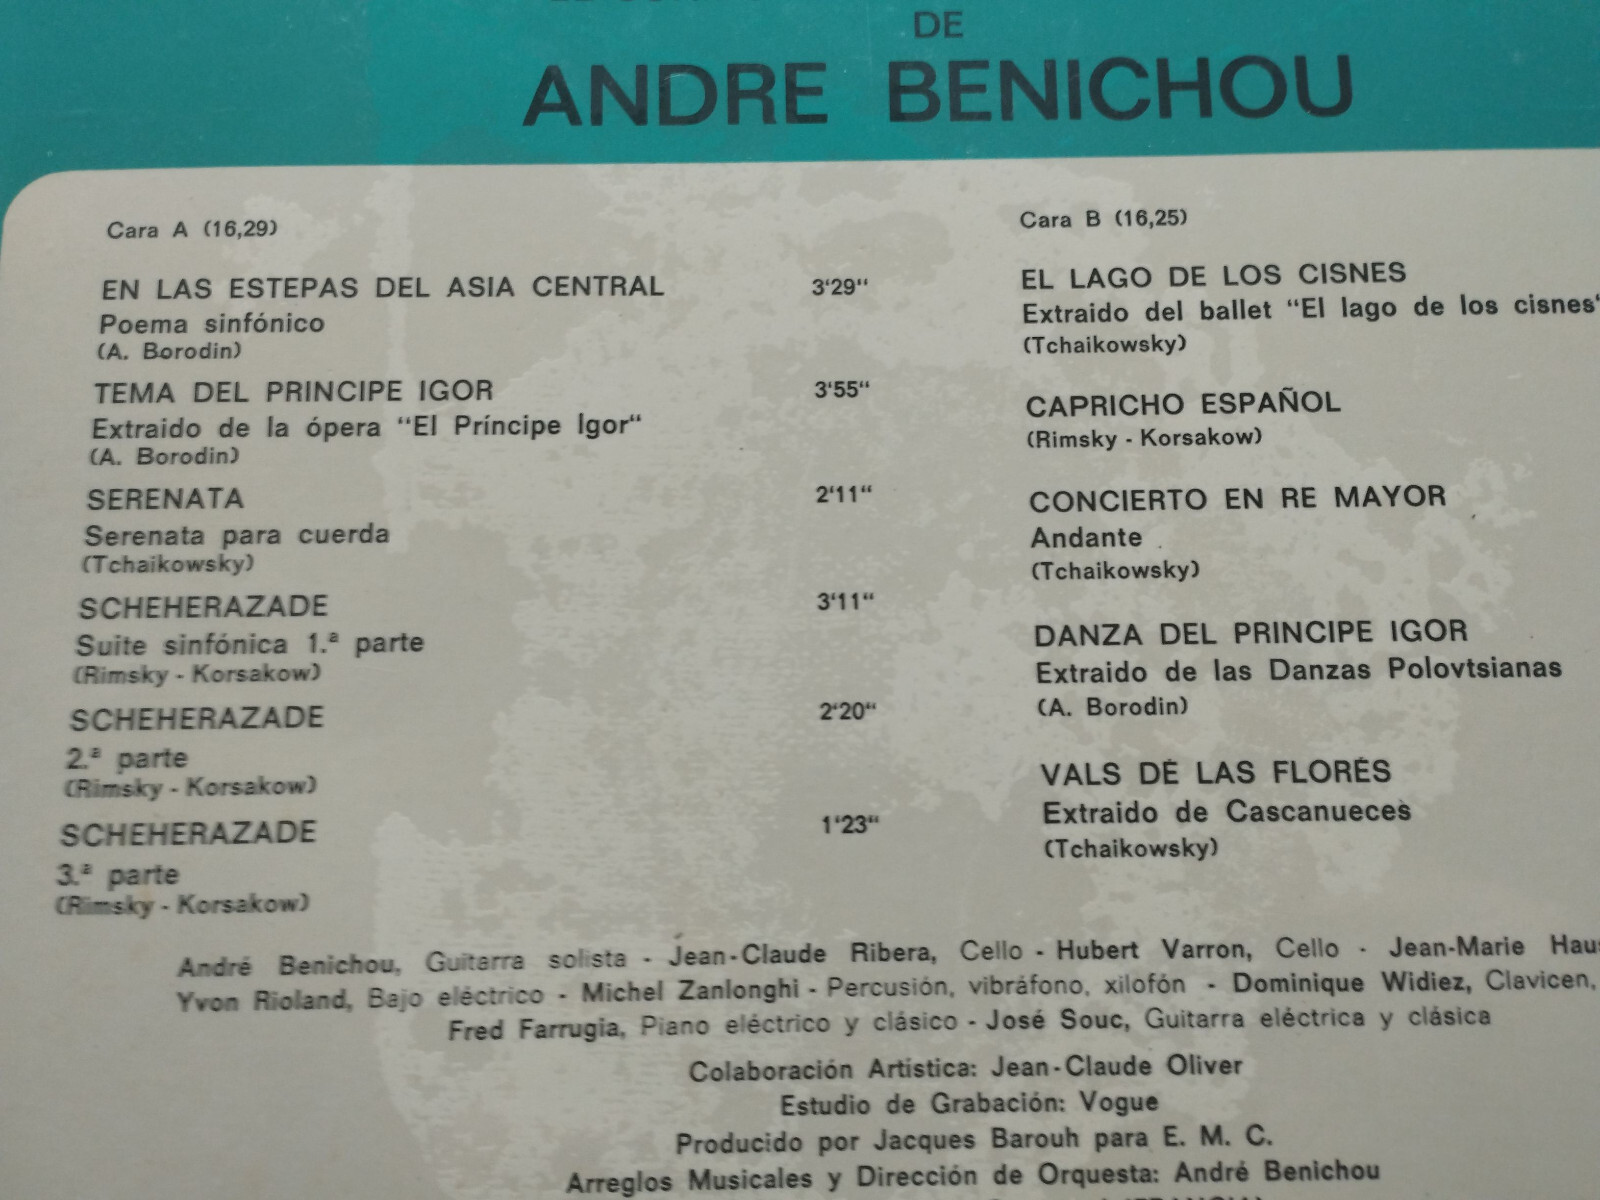 DE
ANDRE BENICHOU
Cara A (16,29)
EN LAS ESTEPAS DEL ASIA CENTRAL 3'29"
Poema sinfónico
(A. Borodin)
TEMA DEL PRINCIPE IGOR 3'55"
Extraido de la ópera "El Príncipe Igor"
(A. Borodin)
SERENATA 2'11"
Serenata para cuerda
(Tchaikowsky)
SCHEHERAZADE 3'11"
Suite sinfónica 1.ª parte
(Rimsky - Korsakow)
SCHEHERAZADE 2'20"
2.ª parte
(Rimsky - Korsakow)
SCHEHERAZADE 1'23"
3.ª parte
(Rimsky - Korsakow)
Cara B (16,25)
EL LAGO DE LOS CISNES
Extraido del ballet "El lago de los cisnes"
(Tchaikowsky)
CAPRICHO ESPAÑOL
(Rimsky - Korsakow)
CONCIERTO EN RE MAYOR
Andante
(Tchaikowsky)
DANZA DEL PRINCIPE IGOR
Extraido de las Danzas Polovtsianas
(A. Borodin)
VALS DE LAS FLORES
Extraido de Cascanueces
(Tchaikowsky)
André Benichou, Guitarra solista - Jean-Claude Ribera, Cello - Hubert Varron, Cello - Jean-Marie
Yvon Rioland, Bajo eléctrico - Michel Zanlonghi - Percusión, vibráfono, xilofón - Dominique Widiez, Clavicen,
Fred Farrugia, Piano eléctrico y clásico - José Souc, Guitarra eléctrica y clásica
Colaboración Artística: Jean-Claude Oliver
Estudio de Grabación: Vogue
Producido por Jacques Barouh para E. M. C.
Arreglos Musicales y Dirección de Orquesta: André Benichou